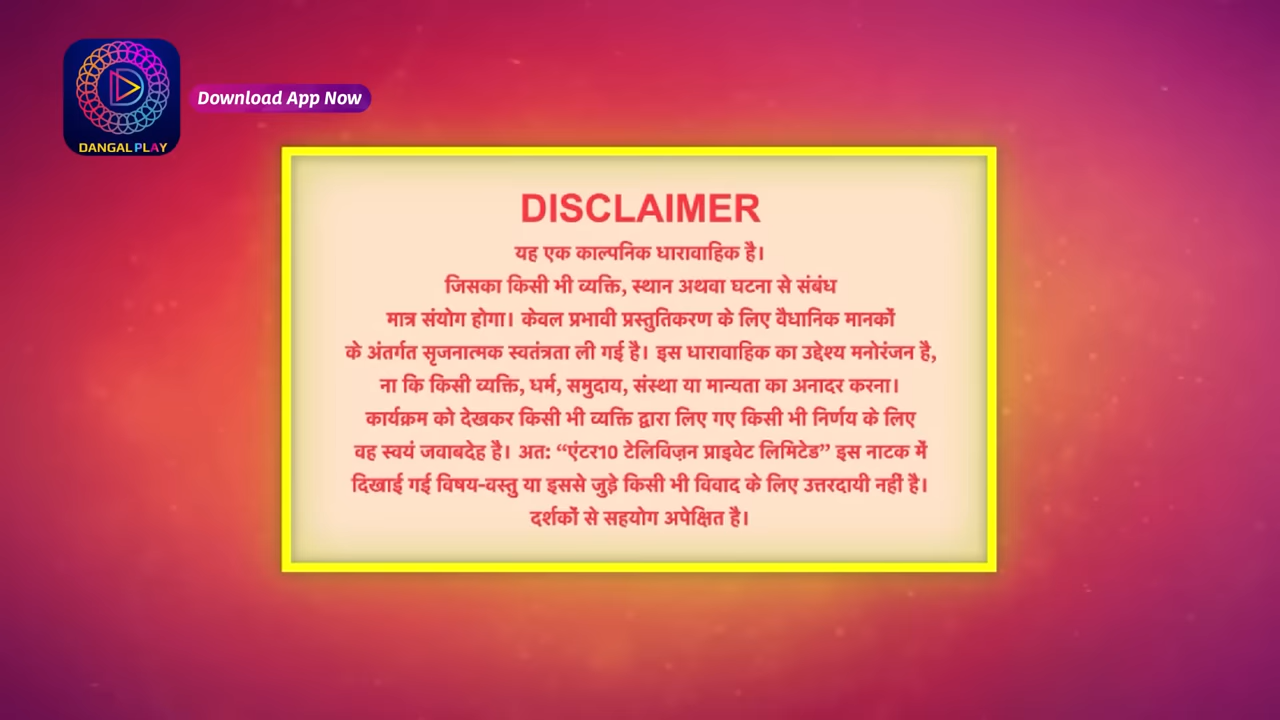 DANGAL PLAY
Download App Now
DISCLAIMER
यह एक काल्पनिक धारावाहिक है।
जिसका किसी भी व्यक्ति, स्थान अथवा घटना से संबंध
मात्र संयोग होगा। केवल प्रभावी प्रस्तुतिकरण के लिए वैधानिक मानकों
के अंतर्गत सृजनात्मक स्वतंत्रता ली गई है। इस धारावाहिक का उद्देश्य मनोरंजन है,
ना कि किसी व्यक्ति, धर्म, समुदाय, संस्था या मान्यता का अनादर करना।
कार्यक्रम को देखकर किसी भी व्यक्ति द्वारा लिए गए किसी भी निर्णय के लिए
वह स्वयं जवाबदेह है। अत: “एंटर10 टेलिविज़न प्राइवेट लिमिटेड” इस नाटक में
दिखाई गई विषय-वस्तु या इससे जुड़े किसी भी विवाद के लिए उत्तरदायी नहीं है।
दर्शकों से सहयोग अपेक्षित है।